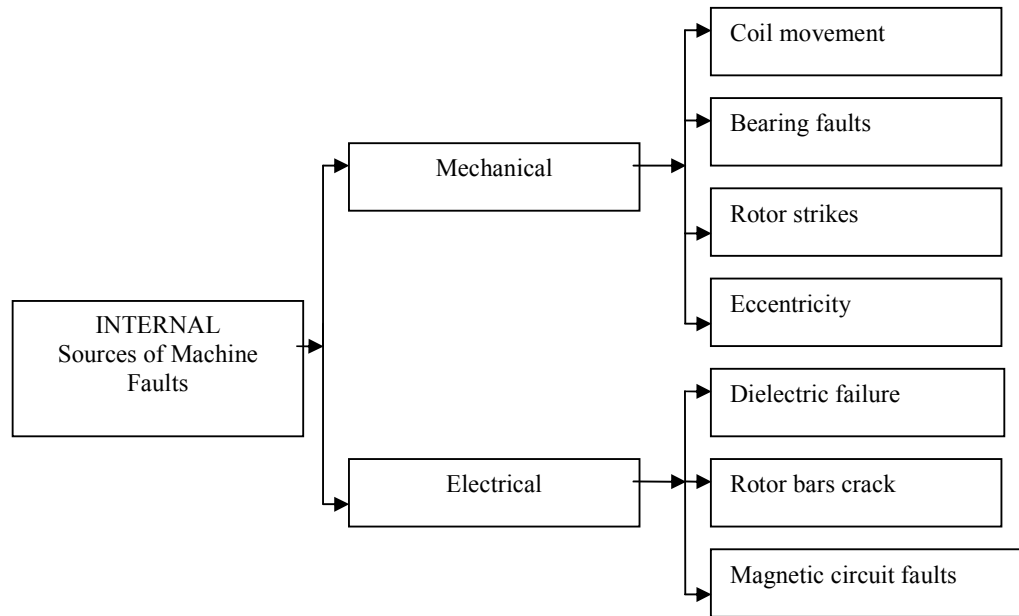 Coil movement
Bearing faults
Mechanical
Rotor strikes
Eccentricity
INTERNAL
Sources of Machine
Faults
Dielectric failure
Electrical
Rotor bars crack
Magnetic circuit faults